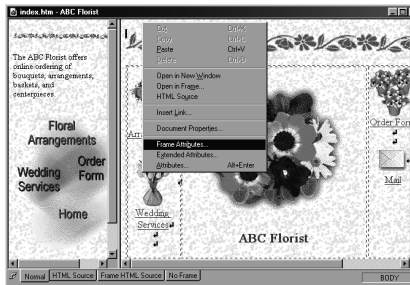 index.htm - ABC Florist
The ABC Florist offers
online ordering of
bouquets, arrangements,
baskets, and
centerpieces.
Floral
Arrangements
Wedding
Services
Order
Form
Home
Cut Ctrl+X
Copy Ctrl+C
Paste Ctrl+V
Delete Ctrl+D
Open in New Window
Open in Frame...
HTML Source
Insert Link...
Document Properties...
Frame Attributes...
Extended Attributes...
Attributes... Alt+Enter
Wedding
Services
ABC Florist
Order Form
Mail
Normal HTML Source Frame HTML Source No Frame
BODY